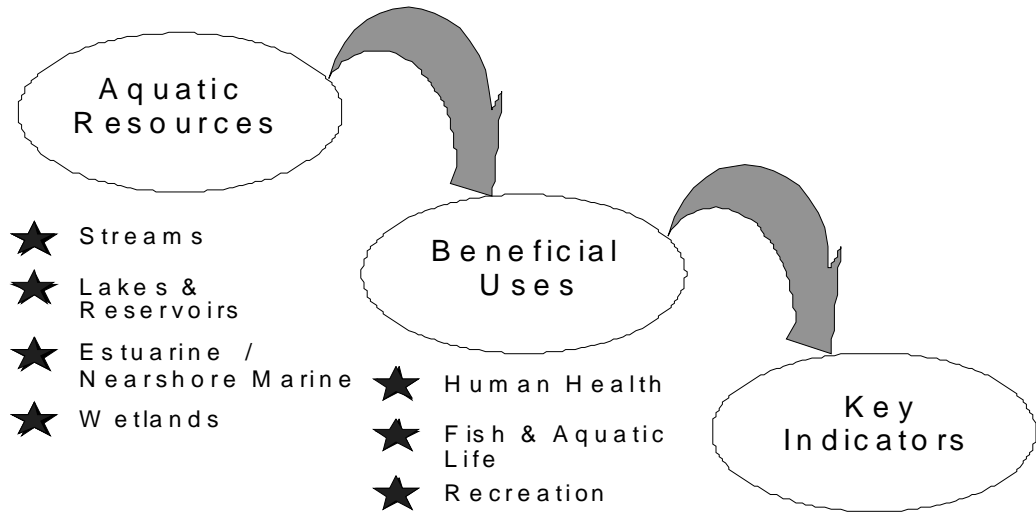 Aquatic
Resources
Streams
Lakes &
Reservoirs
Estuarine /
Nearshore Marine
Wetlands
Beneficial
Uses
Human Health
Fish & Aquatic
Life
Recreation
Key
Indicators